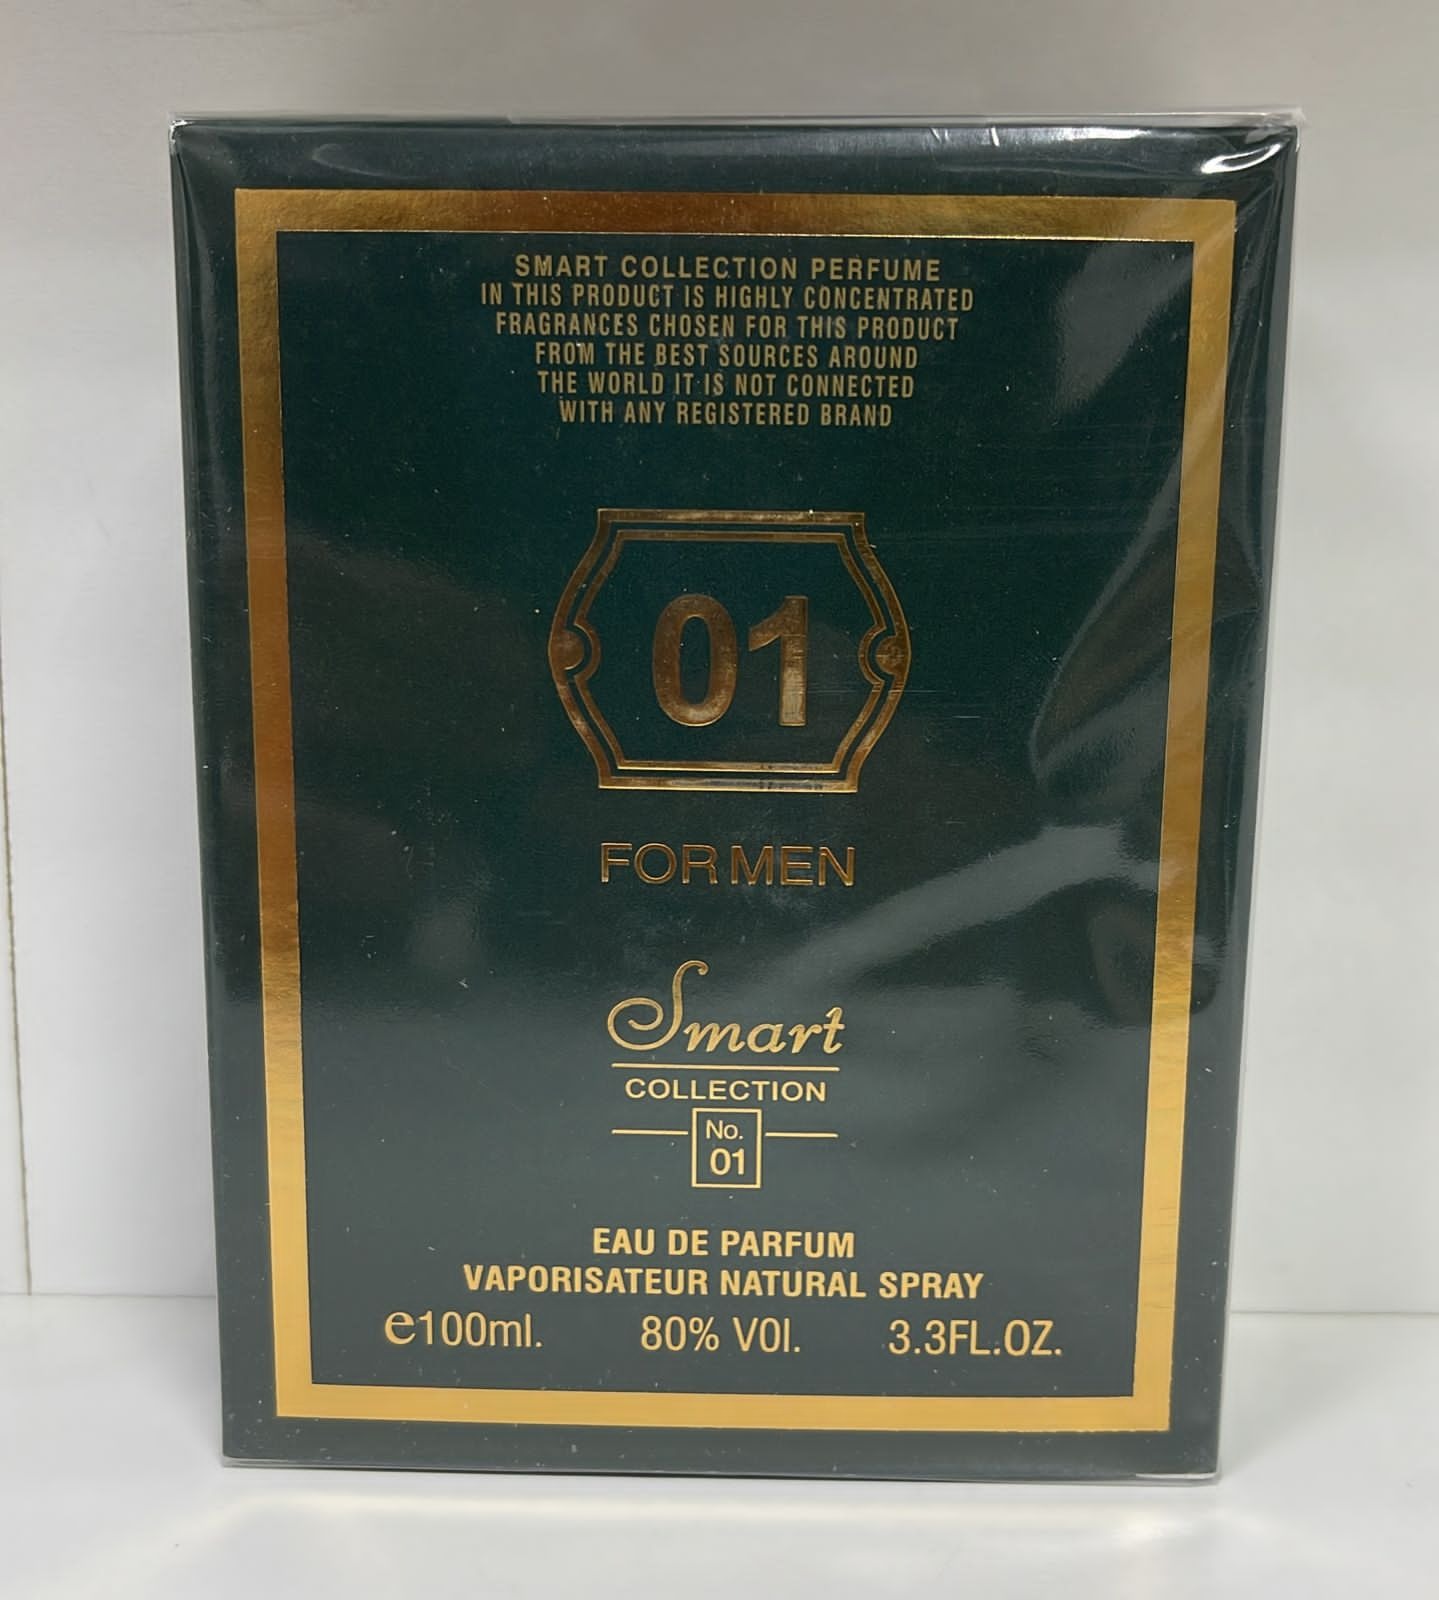 SMART COLLECTION PERFUME
IN THIS PRODUCT IS HIGHLY CONCENTRATED
FRAGRANCES CHOSEN FOR THIS PRODUCT
FROM THE BEST SOURCES AROUND
THE WORLD IT IS NOT CONNECTED
WITH ANY REGISTERED BRAND
01
FOR MEN
Smart
COLLECTION
No.
01
EAU DE PARFUM
VAPORISATEUR NATURAL SPRAY
e100ml. 80% VOl. 3.3FL.OZ.